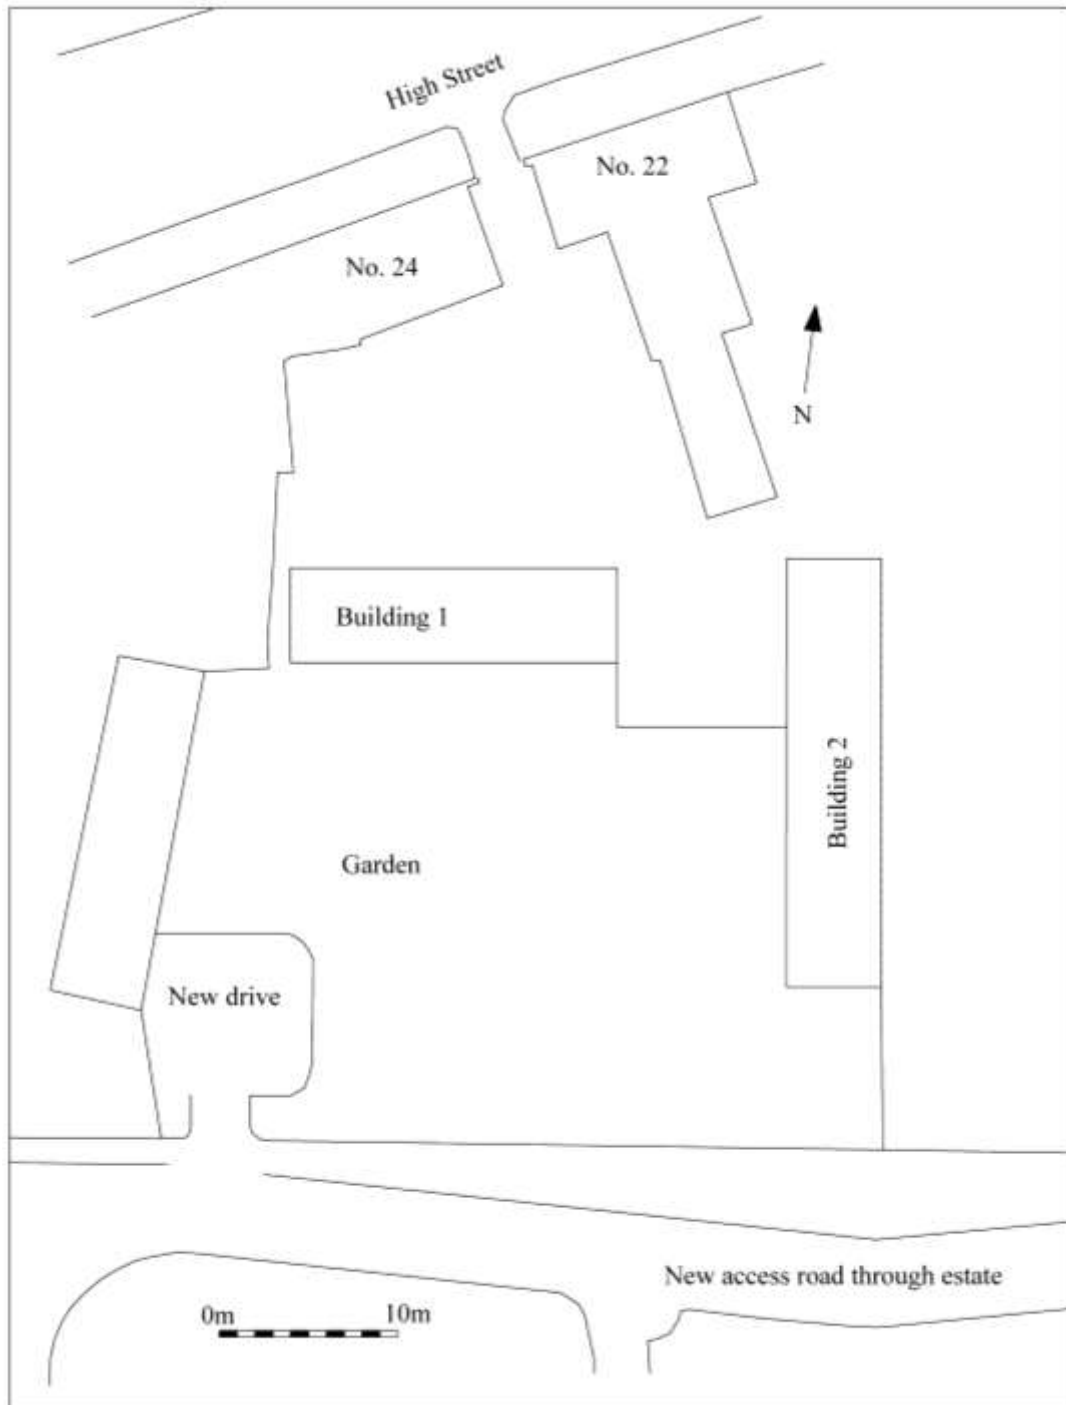 High Street
No. 22
No. 24
N
Building 1
Building 2
Garden
New drive
New access road through estate
0m 10m